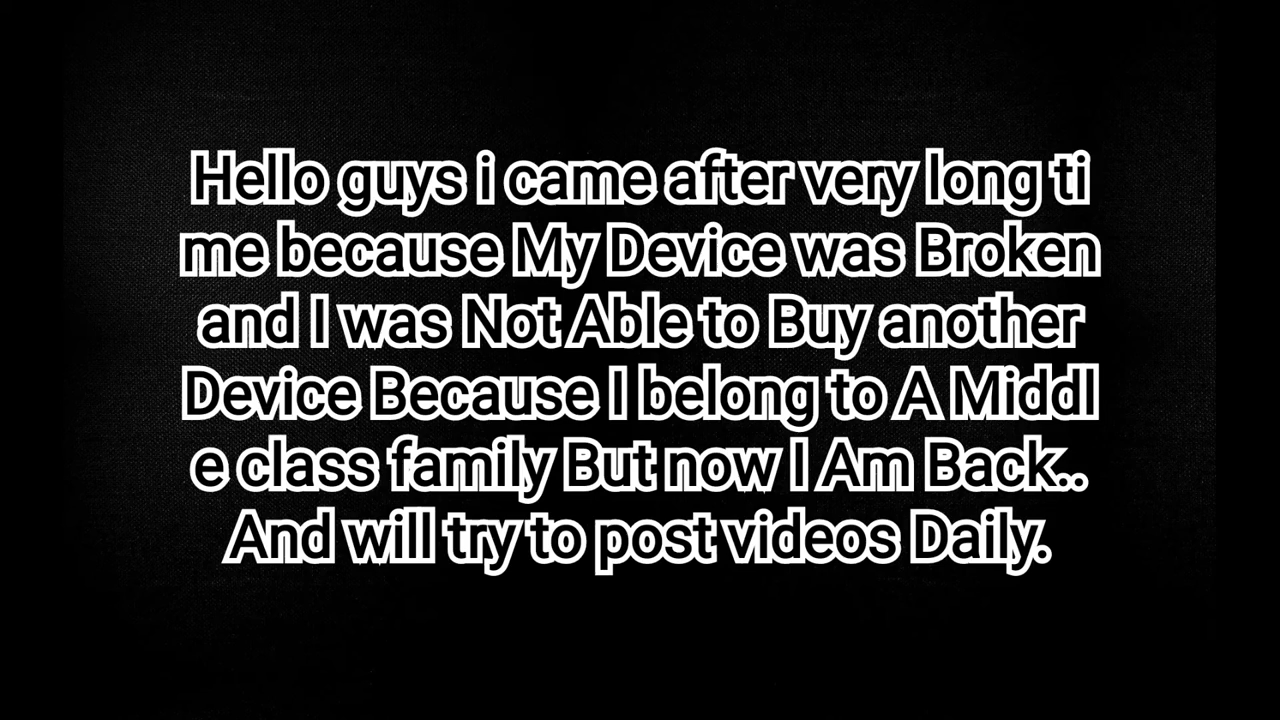 Hello guys i came after very long ti
me because My Device was Broken
and I was Not Able to Buy another
Device Because I belong to A Middl
e class family But now I Am Back..
And will try to post videos Daily.